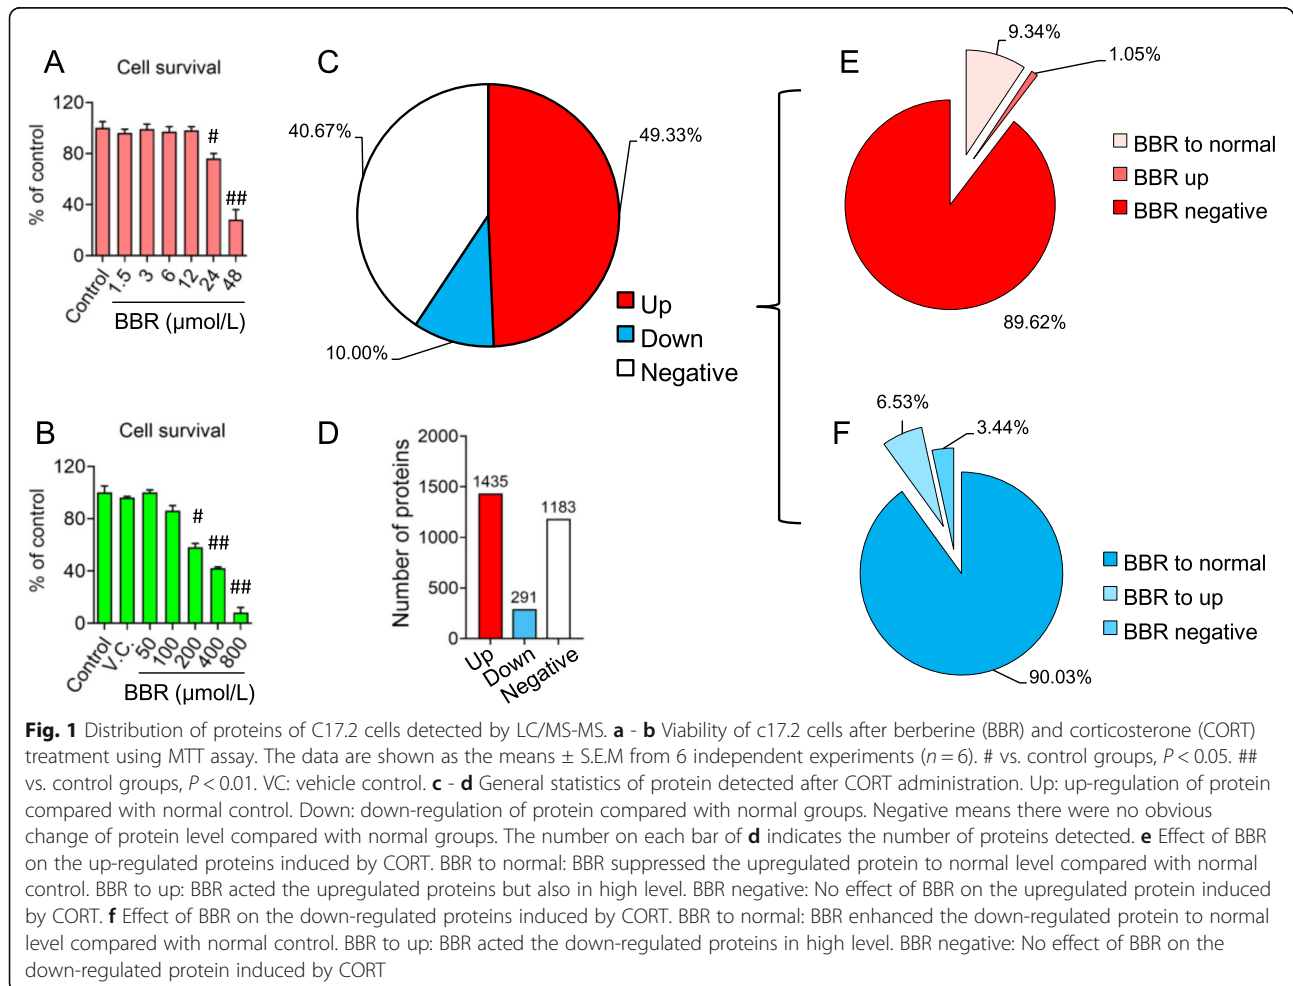 A
Cell survival
% of control
120
80
40
0
#
##
Control
1.5
3
6
12
24
48
BBR (μmol/L)
B
Cell survival
% of control
120
80
40
0
#
##
##
Control
V.C.
50
100
200
400
800
BBR (μmol/L)
C
40.67%
49.33%
10.00%
Up
Down
Negative
D
Number of proteins
2000
1500
1000
500
0
1435
291
1183
Up
Down
Negative
E
9.34%
1.05%
89.62%
BBR to normal
BBR up
BBR negative
F
6.53%
3.44%
90.03%
BBR to normal
BBR to up
BBR negative
Fig. 1 Distribution of proteins of C17.2 cells detected by LC/MS-MS. a - b Viability of c17.2 cells after berberine (BBR) and corticosterone (CORT)
treatment using MTT assay. The data are shown as the means ± S.E.M from 6 independent experiments (n = 6). # vs. control groups, P < 0.05. ##
vs. control groups, P < 0.01. VC: vehicle control. c - d General statistics of protein detected after CORT administration. Up: up-regulation of protein
compared with normal control. Down: down-regulation of protein compared with normal groups. Negative means there were no obvious
change of protein level compared with normal groups. The number on each bar of d indicates the number of proteins detected. e Effect of BBR
on the up-regulated proteins induced by CORT. BBR to normal: BBR suppressed the upregulated protein to normal level compared with normal
control. BBR to up: BBR acted the upregulated proteins but also in high level. BBR negative: No effect of BBR on the upregulated protein induced
by CORT. f Effect of BBR on the down-regulated proteins induced by CORT. BBR to normal: BBR enhanced the down-regulated protein to normal
level compared with normal control. BBR to up: BBR acted the down-regulated proteins in high level. BBR negative: No effect of BBR on the
down-regulated protein induced by CORT